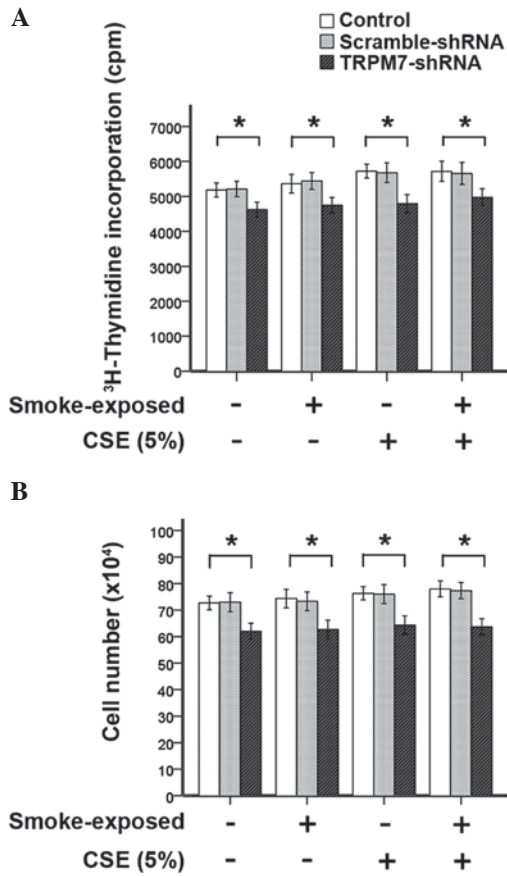 A
Control
Scramble-shRNA
TRPM7-shRNA
³H-Thymidine incorporation (cpm)
7000
6000
5000
4000
3000
2000
1000
0
* * * *
Smoke-exposed - + - +
CSE (5%) - - + +
B
Cell number (x10⁴)
100
90
80
70
60
50
40
30
20
10
0
* * * *
Smoke-exposed - + - +
CSE (5%) - - + +